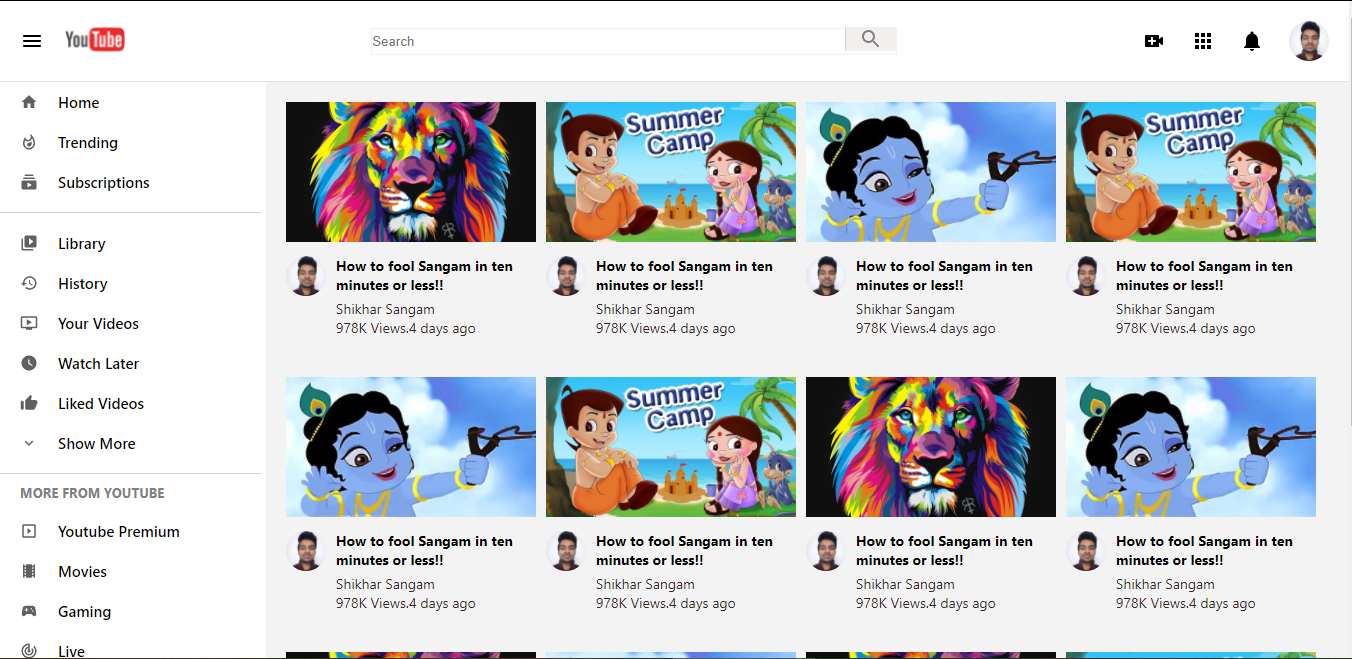 YouTube
Search
Home
Trending
Subscriptions
Library
History
Your Videos
Watch Later
Liked Videos
Show More
MORE FROM YOUTUBE
Youtube Premium
Movies
Gaming
Live
Summer
Camp
Summer
Camp
How to fool Sangam in ten
minutes or less!!
Shikhar Sangam
978K Views.4 days ago
How to fool Sangam in ten
minutes or less!!
Shikhar Sangam
978K Views.4 days ago
How to fool Sangam in ten
minutes or less!!
Shikhar Sangam
978K Views.4 days ago
How to fool Sangam in ten
minutes or less!!
Shikhar Sangam
978K Views.4 days ago
Summer
Camp
How to fool Sangam in ten
minutes or less!!
Shikhar Sangam
978K Views.4 days ago
How to fool Sangam in ten
minutes or less!!
Shikhar Sangam
978K Views.4 days ago
How to fool Sangam in ten
minutes or less!!
Shikhar Sangam
978K Views.4 days ago
How to fool Sangam in ten
minutes or less!!
Shikhar Sangam
978K Views.4 days ago